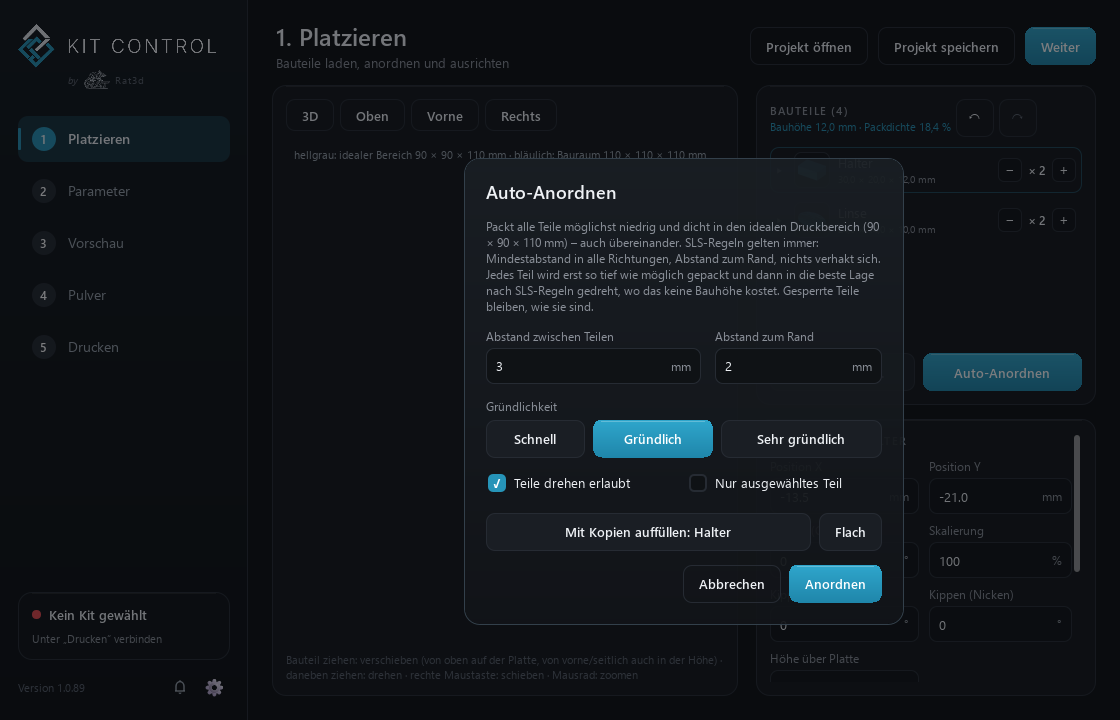 KIT CONTROL
by Rat3d
1 Platzieren
2 Parameter
3 Vorschau
4 Pulver
5 Drucken
Kein Kit gewählt
Unter „Drucken" verbinden
Version 1.0.89
1. Platzieren
Bauteile laden, anordnen und ausrichten
Projekt öffnen
Projekt speichern
Weiter
3D
Oben
Vorne
Rechts
hellgrau: idealer Bereich 90 × 90 × 110 mm · bläulich: Bauraum 110 × 110 × 110 mm
BAUTEILE (4)
Bauhöhe 12,0 mm · Packdichte 18,4 %
Halter
2,0 mm
− × 2 +
0,0 mm
− × 2 +
Auto-Anordnen
Auto-Anordnen
Packt alle Teile möglichst niedrig und dicht in den idealen Druckbereich (90
× 90 × 110 mm) – auch übereinander. SLS-Regeln gelten immer:
Mindestabstand in alle Richtungen, Abstand zum Rand, nichts verhakt sich.
Jedes Teil wird erst so tief wie möglich gepackt und dann in die beste Lage
nach SLS-Regeln gedreht, wo das keine Bauhöhe kostet. Gesperrte Teile
bleiben, wie sie sind.
Abstand zwischen Teilen
3 mm
Abstand zum Rand
2 mm
Gründlichkeit
Schnell
Gründlich
Sehr gründlich
Teile drehen erlaubt
Nur ausgewähltes Teil
Mit Kopien auffüllen: Halter
Flach
Abbrechen
Anordnen
Position Y
-21.0 mm
Skalierung
°
100 %
Kippen (Nicken)
0 °
0 °
Höhe über Platte
Bauteil ziehen: verschieben (von oben auf der Platte, von vorne/seitlich auch in der Höhe) ·
daneben ziehen: drehen · rechte Maustaste: schieben · Mausrad: zoomen